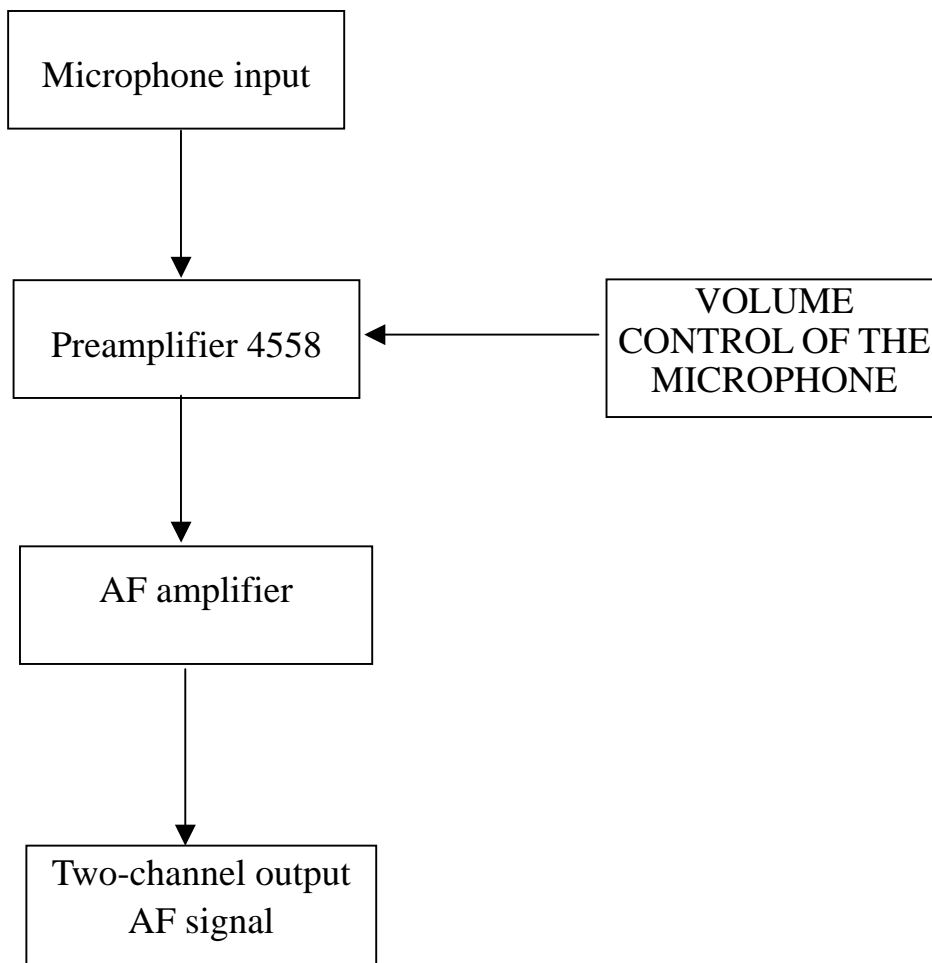 Microphone input
Preamplifier 4558
VOLUME
CONTROL OF THE
MICROPHONE
AF amplifier
Two-channel output
AF signal